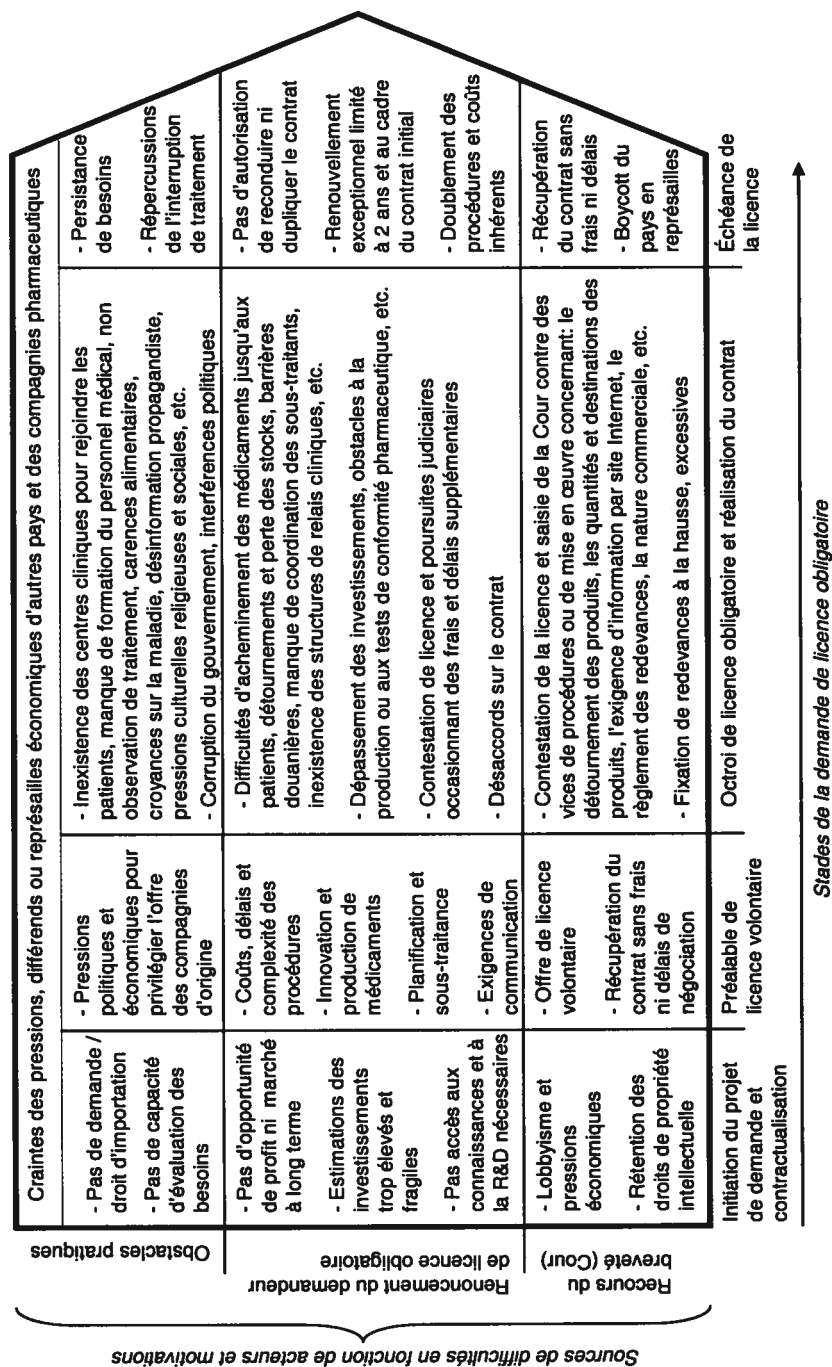 Craintes des pressions, différends ou représailles économiques d'autres pays et des compagnies pharmaceutiques
Sources de difficultés en fonction de acteurs et motivations
Obstacles pratiques
- Pas de demande /
droit d'importation
- Pas de capacité
d'évaluation des
besoins
- Pressions
politiques et
économiques pour
privilégier l'offre
des compagnies
d'origine
- Inexistence des centres cliniques pour rejoindre les
patients, manque de formation du personnel médical, non
observation de traitement, carences alimentaires,
croyances sur la maladie, désinformation propagandiste,
pressions culturelles religieuses et sociales, etc.
- Corruption du gouvernement, interférences politiques
- Persistance
de besoins
- Répercussions
de l'interruption
de traitement
Renoncement du demandeur
de licence obligatoire
- Pas d'opportunité
de profit ni marché
à long terme
- Estimations des
investissements
trop élevés et
fragiles
- Pas accès aux
connaissances et à
la R&D nécessaires
- Coûts, délais et
complexité des
procédures
- Innovation et
production de
médicaments
- Planification et
sous-traitance
- Exigences de
communication
- Difficultés d'acheminement des médicaments jusqu'aux
patients, détournements et perte des stocks, barrières
douanières, manque de coordination des sous-traitants,
inexistence des structures de relais cliniques, etc.
- Dépassement des investissements, obstacles à la
production ou aux tests de conformité pharmaceutique, etc.
- Contestation de licence et poursuites judiciaires
occasionnant des frais et délais supplémentaires
- Désaccords sur le contrat
- Pas d'autorisation
de reconduire ni
dupliquer le contrat
- Renouvellement
exceptionnel limité
à 2 ans et au cadre
du contrat initial
- Doublement des
procédures et coûts
inhérents
Recours du
breveté (Cour)
- Lobbyisme et
pressions
économiques
- Rétention des
droits de propriété
intellectuelle
- Offre de licence
volontaire
- Récupération du
contrat sans frais
ni délais de
négociation
- Contestation de la licence et saisie de la Cour contre des
vices de procédures ou de mise en œuvre concernant: le
détournement des produits, les quantités et destinations des
produits, l'exigence d'information par site Internet, le
règlement des redevances, la nature commerciale, etc.
- Fixation de redevances à la hausse, excessives
- Récupération
du contrat sans
frais ni délais
- Boycott du
pays en
représailles
Initiation du projet
de demande et
contractualisation
Préalable de
licence volontaire
Octroi de licence obligatoire et réalisation du contrat
Échéance de
la licence
Stades de la demande de licence obligatoire